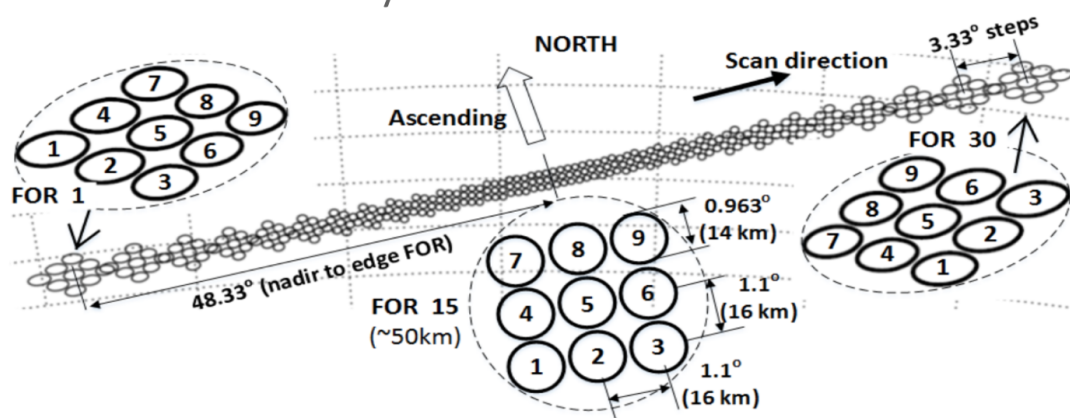 NORTH
3.33° steps
Scan direction
Ascending
7
4
8
1
5
9
2
6
3
FOR 1
FOR 30
9
6
3
8
5
2
7
4
1
48.33° (nadir to edge FOR)
FOR 15
(~50km)
7
8
9
4
5
6
1
2
3
0.963°
(14 km)
1.1°
(16 km)
1.1°
(16 km)